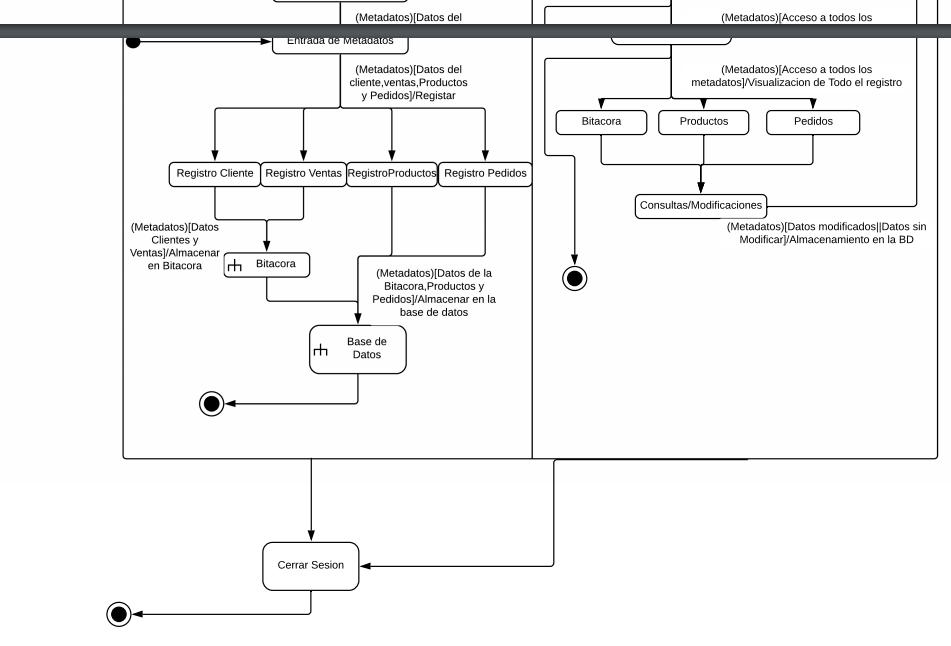 (Metadatos)[Datos del
(Metadatos)[Acceso a todos los
Entrada de Metadatos
(Metadatos)[Datos del
cliente,ventas,Productos
y Pedidos]/Registar
(Metadatos)[Acceso a todos los
metadatos]/Visualizacion de Todo el registro
Bitacora
Productos
Pedidos
Registro Cliente
Registro Ventas
RegistroProductos
Registro Pedidos
Consultas/Modificaciones
(Metadatos)[Datos modificados||Datos sin
Modificar]/Almacenamiento en la BD
(Metadatos)[Datos
Clientes y
Ventas]/Almacenar
en Bitacora
Bitacora
(Metadatos)[Datos de la
Bitacora,Productos y
Pedidos]/Almacenar en la
base de datos
Base de
Datos
Cerrar Sesion